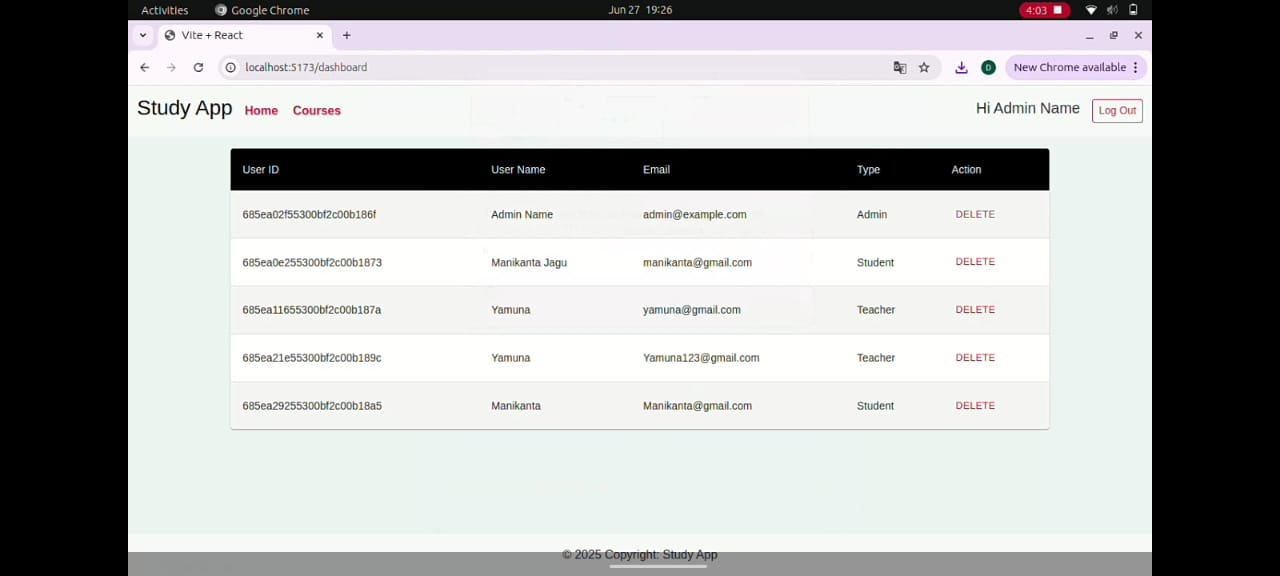 Activities Google Chrome Jun 27 19:26 4:03
Vite + React
localhost:5173/dashboard New Chrome available
Study App Home Courses Hi Admin Name Log Out
User ID User Name Email Type Action
685ea02f55300bf2c00b186f Admin Name admin@example.com Admin DELETE
685ea0e255300bf2c00b1873 Manikanta Jagu manikanta@gmail.com Student DELETE
685ea11655300bf2c00b187a Yamuna yamuna@gmail.com Teacher DELETE
685ea21e55300bf2c00b189c Yamuna Yamuna123@gmail.com Teacher DELETE
685ea29255300bf2c00b18a5 Manikanta Manikanta@gmail.com Student DELETE
© 2025 Copyright: Study App